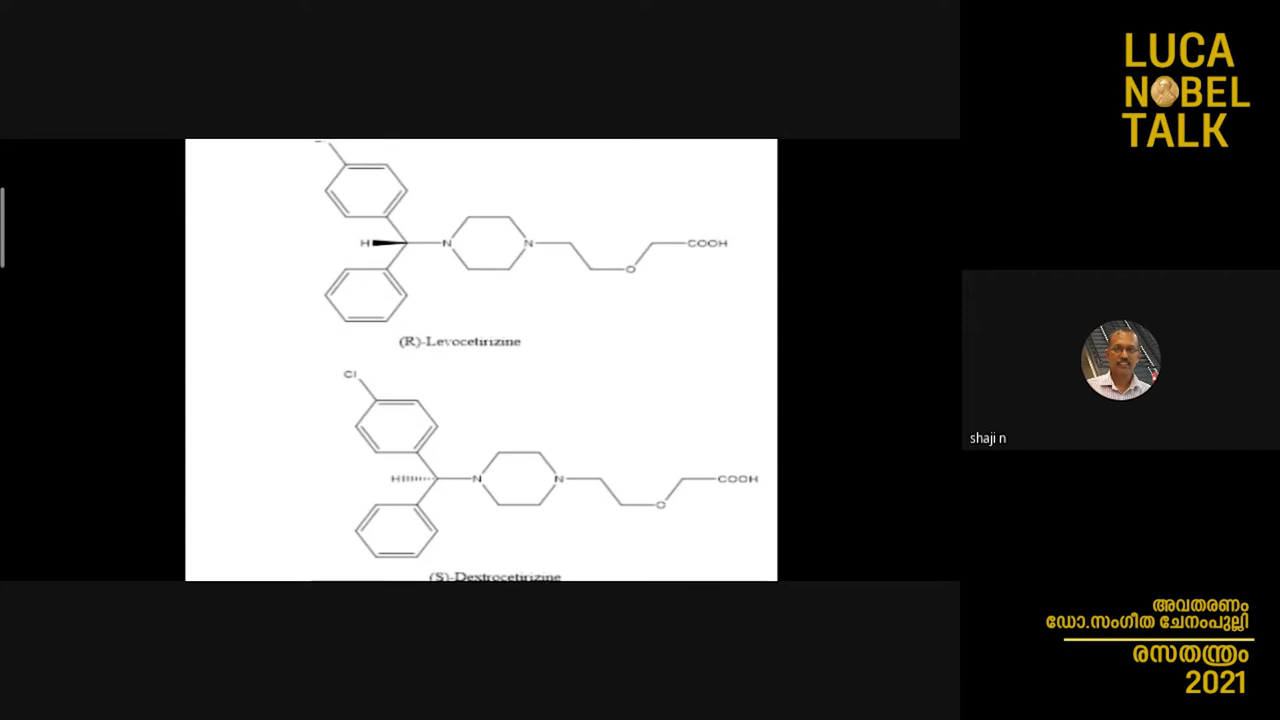 LUCA
NOBEL
TALK
H
N
N
O
COOH
(R)-Levocetirizine
Cl
H
N
N
O
COOH
(S)-Dextrocetirizine
shaji n
അവതരണം
ഡോ.സംഗീത ചേനംപുല്ലി
രസതന്ത്രം
2021